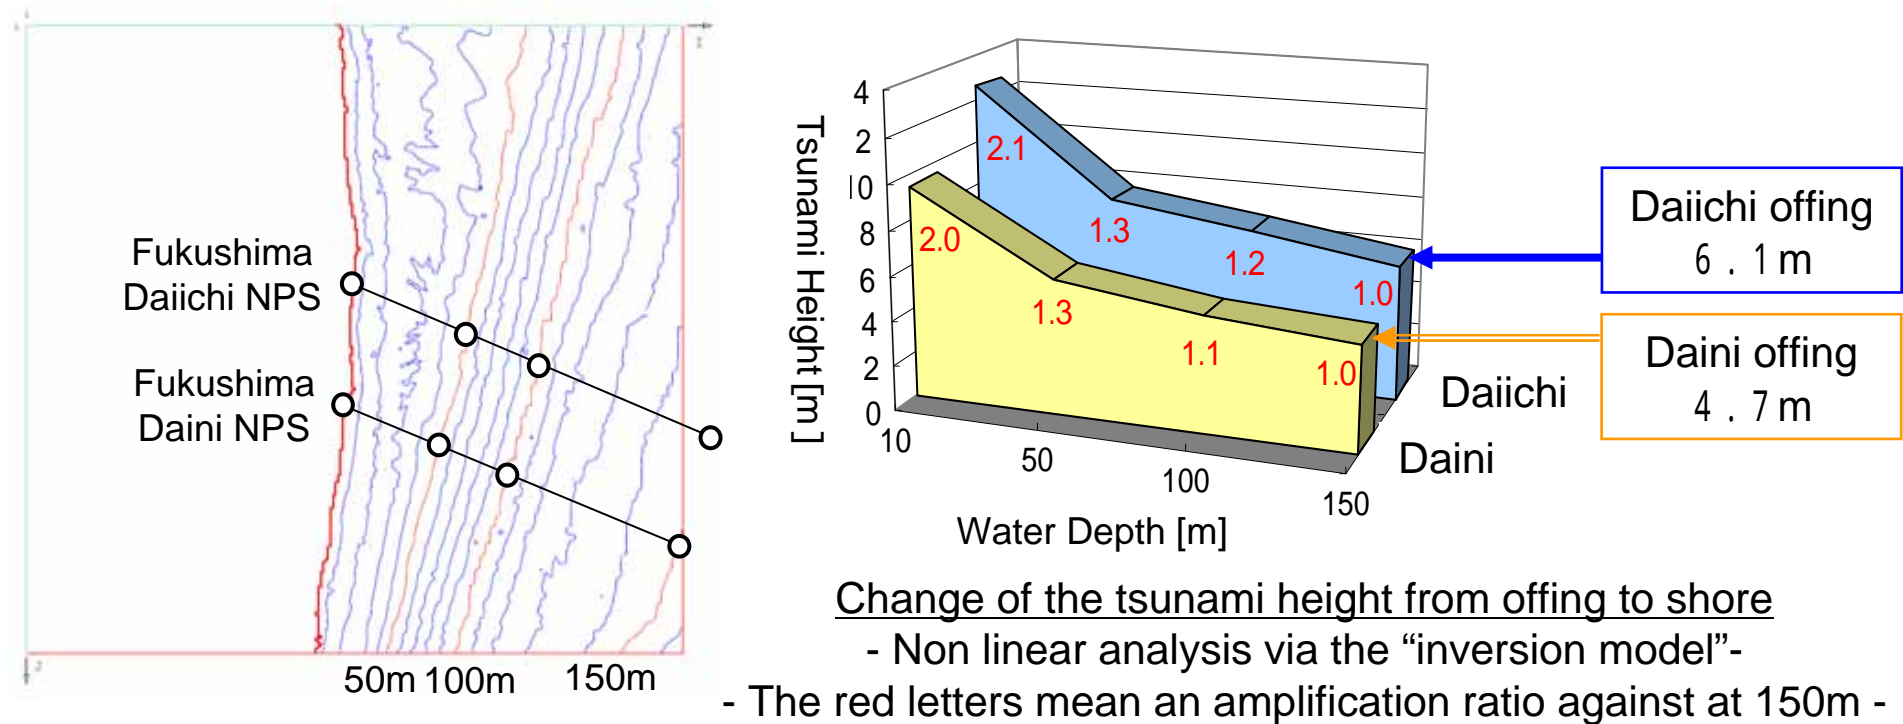 Fukushima
Daiichi NPS
Fukushima
Daini NPS
50m 100m 150m
Tsunami Height [m]
4
2
10
8
6
4
2
0
10
50
100
150
Water Depth [m]
2.1
1.3
1.2
1.0
2.0
1.3
1.1
1.0
Daiichi
Daini
Daiichi offing
6 . 1 m
Daini offing
4 . 7 m
Change of the tsunami height from offing to shore
- Non linear analysis via the “inversion model”-
- The red letters mean an amplification ratio against at 150m -